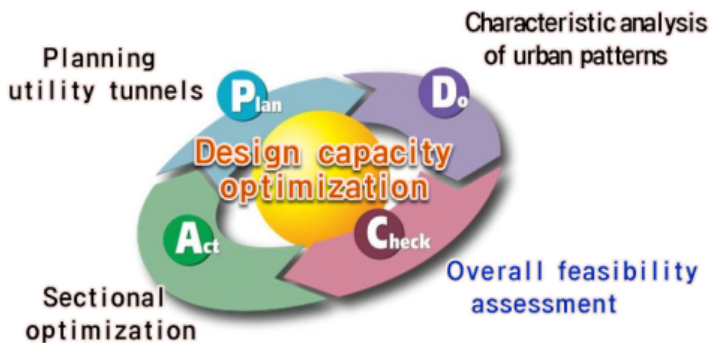 Characteristic analysis
of urban patterns
Planning
utility tunnels
Plan
Do
Design capacity
optimization
Act
Check
Overall feasibility
assessment
Sectional
optimization